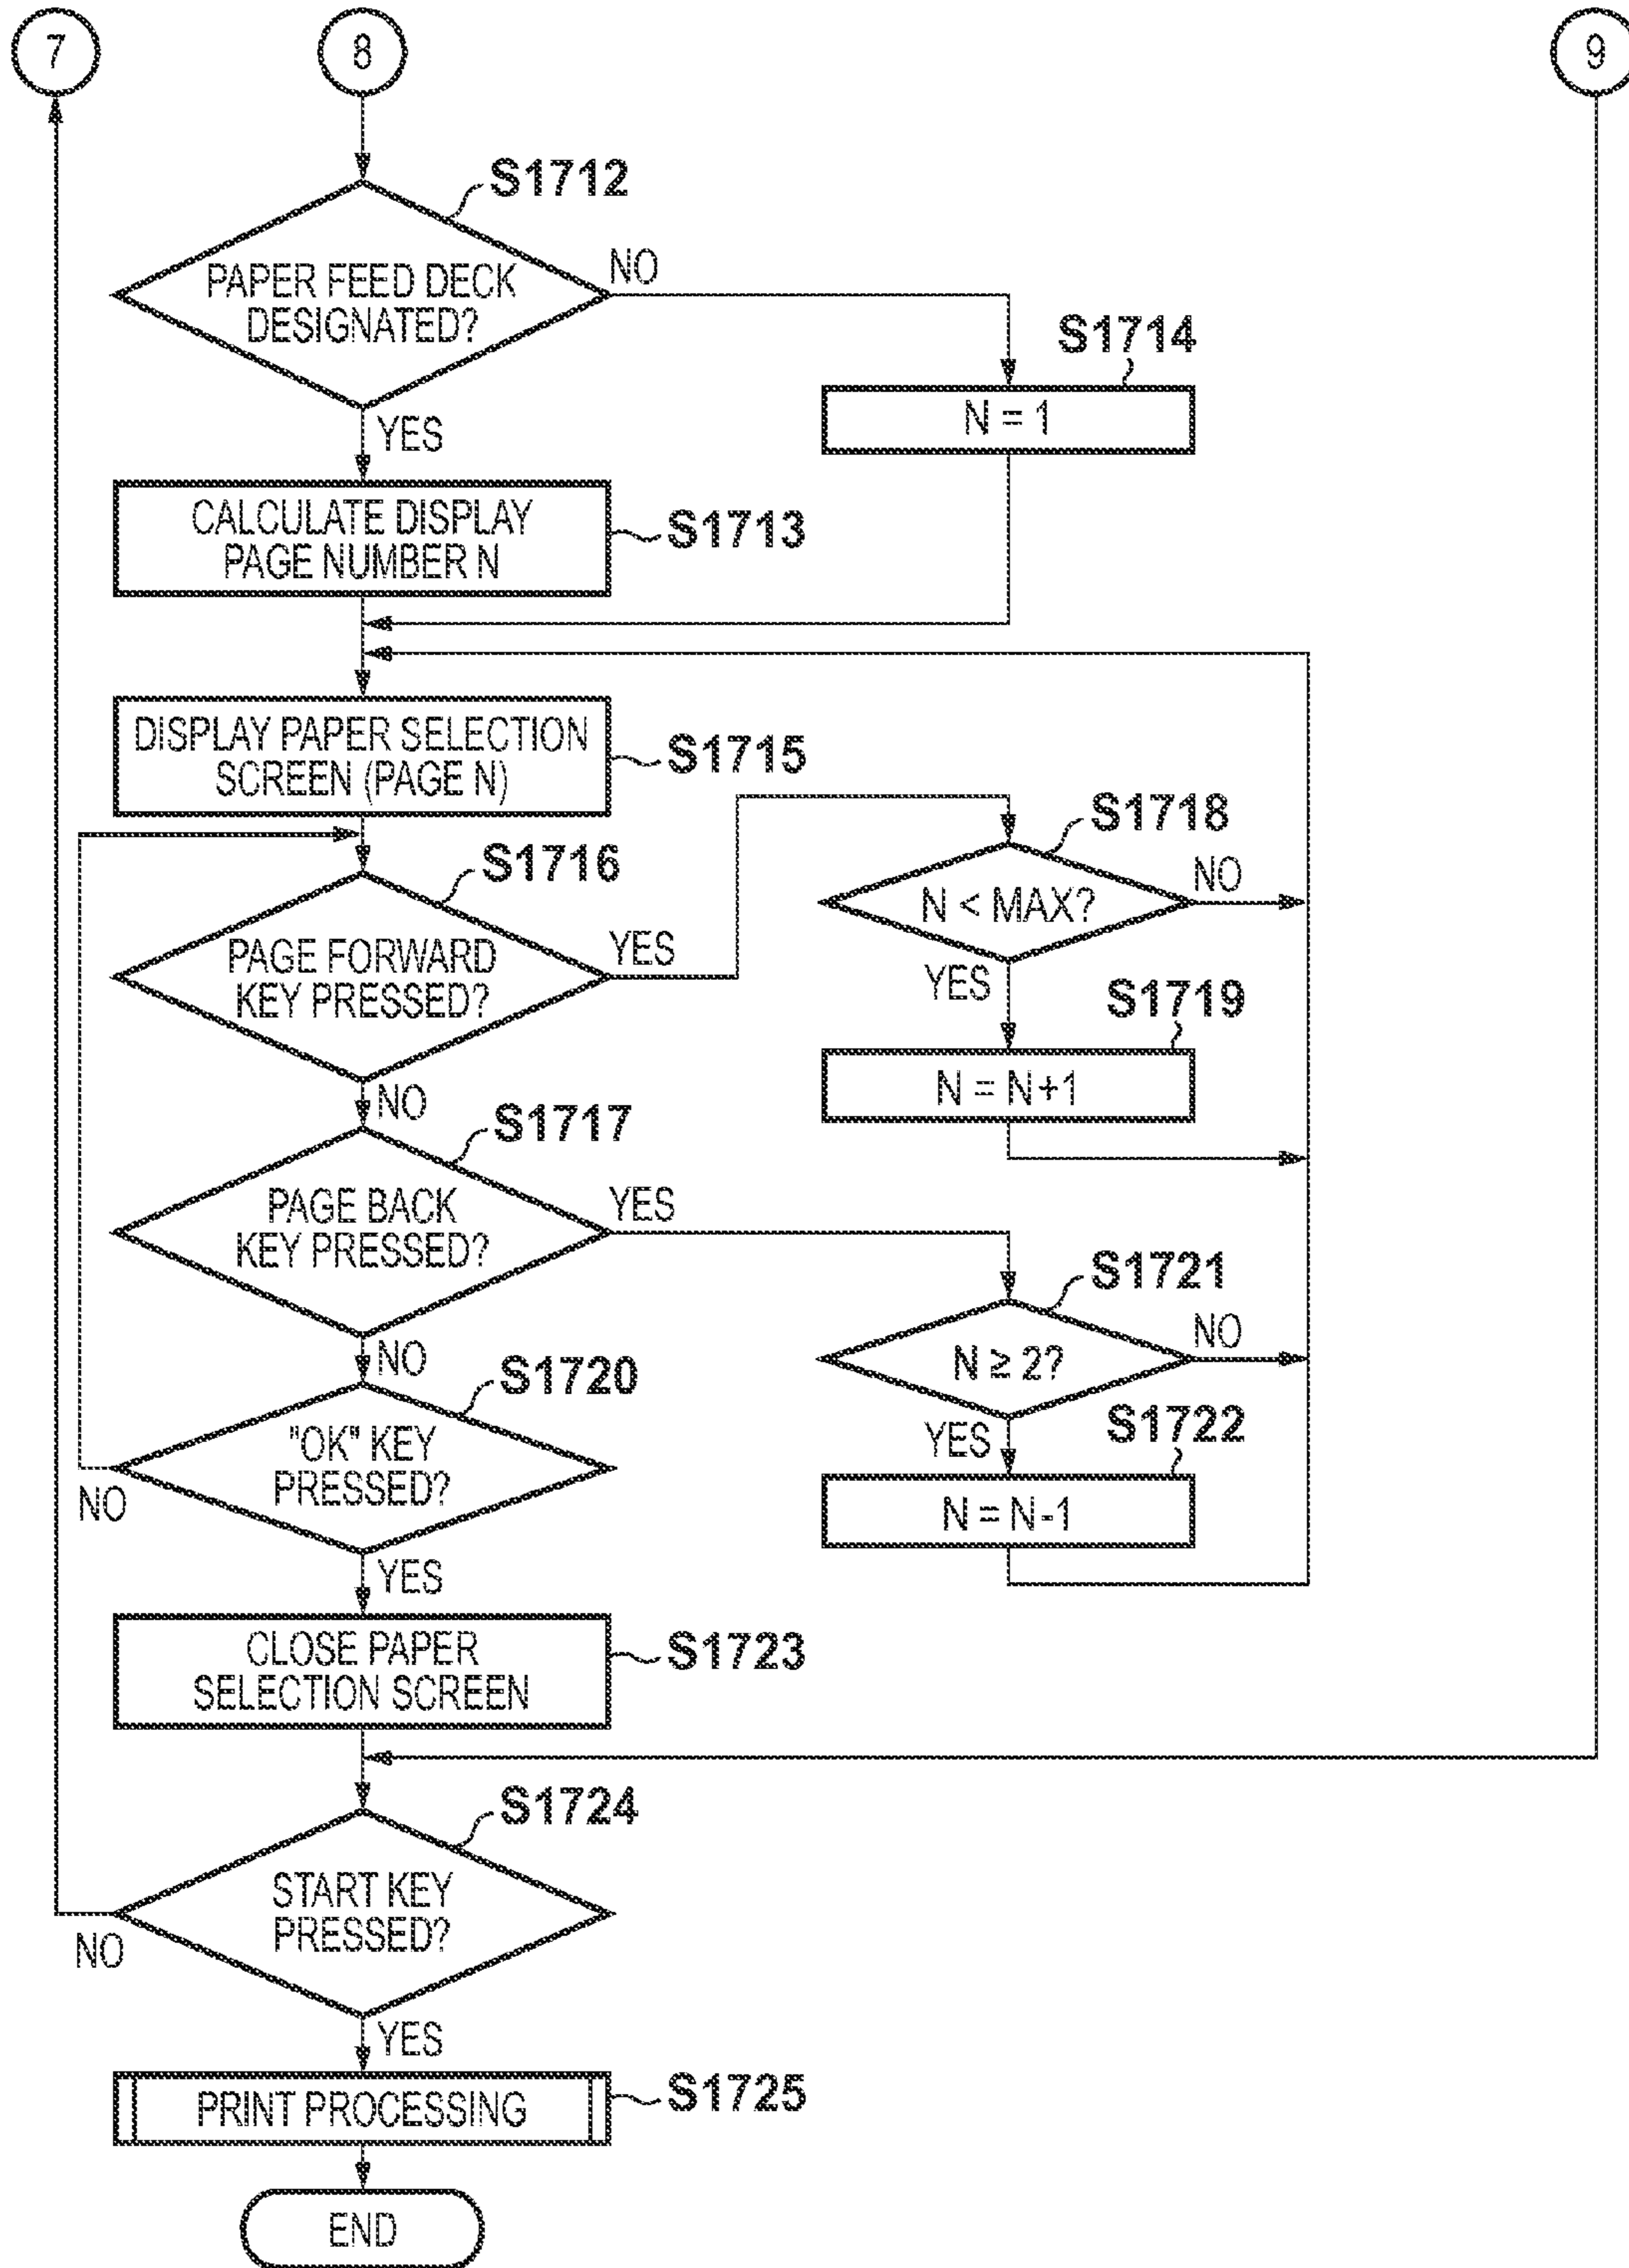 7
8
9
S1712
PAPER FEED DECK
DESIGNATED?
NO
YES
S1714
N = 1
CALCULATE DISPLAY
PAGE NUMBER N
S1713
DISPLAY PAPER SELECTION
SCREEN (PAGE N)
S1715
S1716
PAGE FORWARD
KEY PRESSED?
YES
NO
S1718
N < MAX?
NO
YES
S1719
N = N+1
S1717
PAGE BACK
KEY PRESSED?
YES
NO
S1721
N ≥ 2?
NO
YES
S1722
N = N-1
S1720
"OK" KEY
PRESSED?
NO
YES
CLOSE PAPER
SELECTION SCREEN
S1723
S1724
START KEY
PRESSED?
NO
YES
PRINT PROCESSING
S1725
END